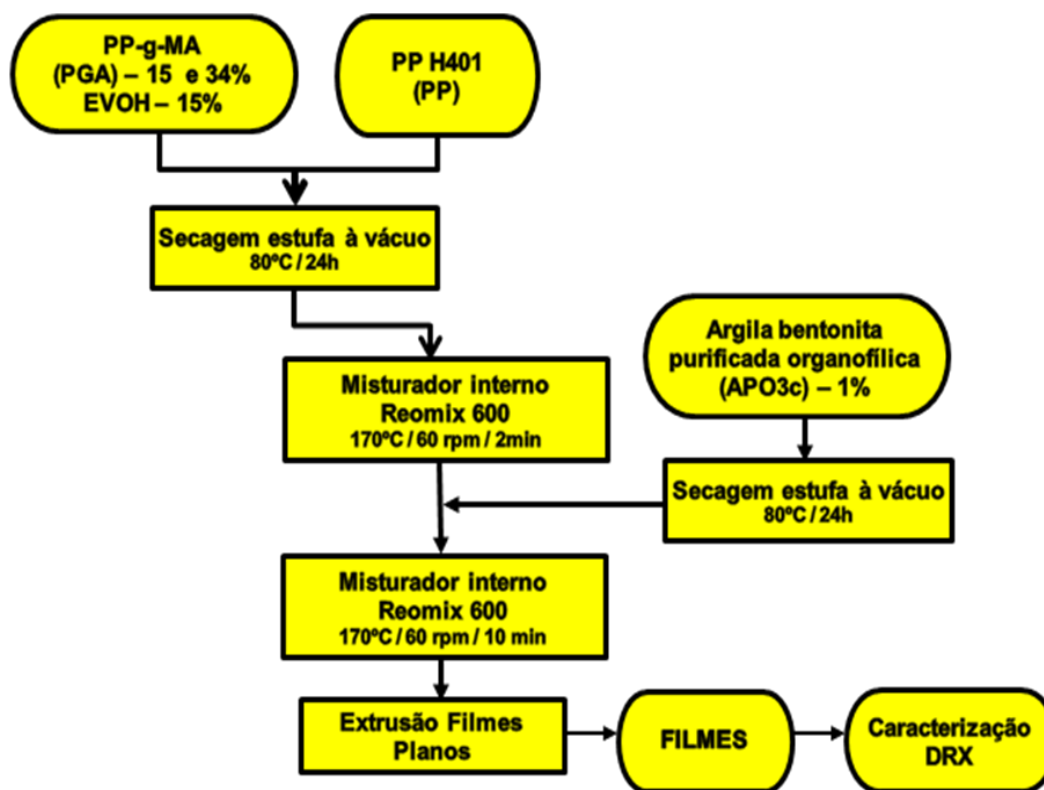 PP-g-MA
(PGA) – 15 e 34%
EVOH – 15%
PP H401
(PP)
Secagem estufa à vácuo
80ºC / 24h
Argila bentonita
purificada organofílica
(APO3c) – 1%
Misturador interno
Reomix 600
170ºC / 60 rpm / 2min
Secagem estufa à vácuo
80ºC / 24h
Misturador interno
Reomix 600
170ºC / 60 rpm / 10 min
Extrusão Filmes
Planos
FILMES
Caracterização
DRX